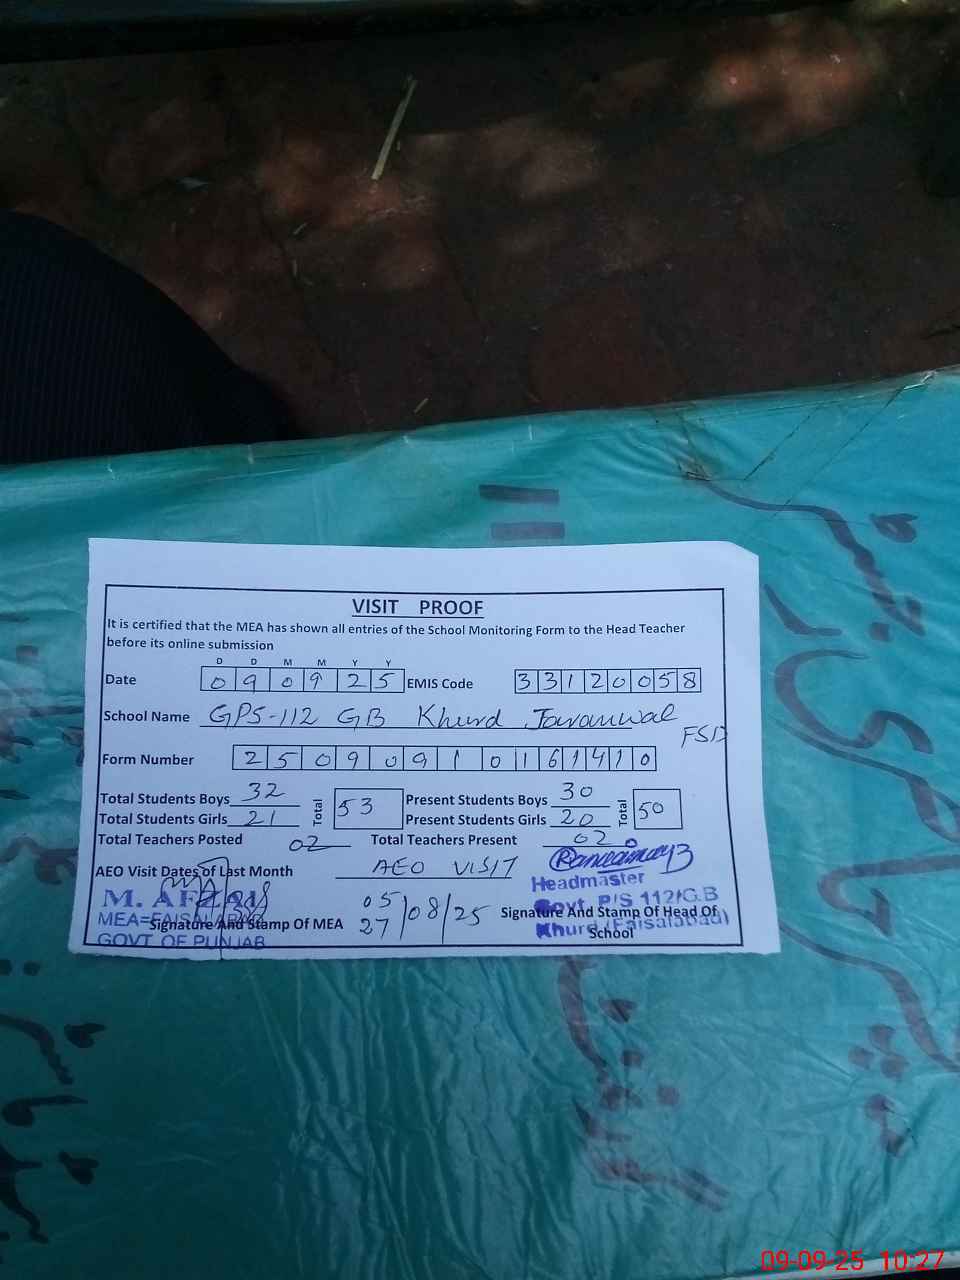 VISIT PROOF
It is certified that the MEA has shown all entries of the School Monitoring Form to the Head Teacher
before its online submission
D D M M Y Y
Date 0 9 0 9 2 5 EMIS Code 3 3 1 2 0 0 5 8
School Name GPS-112 GB Khurd Jaranwal
FSD
Form Number 2 5 0 9 0 9 1 0 1 6 1 4 1 0
Total Students Boys 32 Total 53 Present Students Boys 30 Total 50
Total Students Girls 21 Present Students Girls 20
Total Teachers Posted 02 Total Teachers Present 02
AEO Visit Dates of Last Month AEO VISIT
M. AFZAL
MEA=FAISALABAD
GOVT OF PUNJAB
Signature And Stamp Of MEA
05
27/08/25
Headmaster
Govt. P/S 112/G.B
Khurd (Faisalabad)
Signature And Stamp Of Head Of
School
09-09-25 10:27